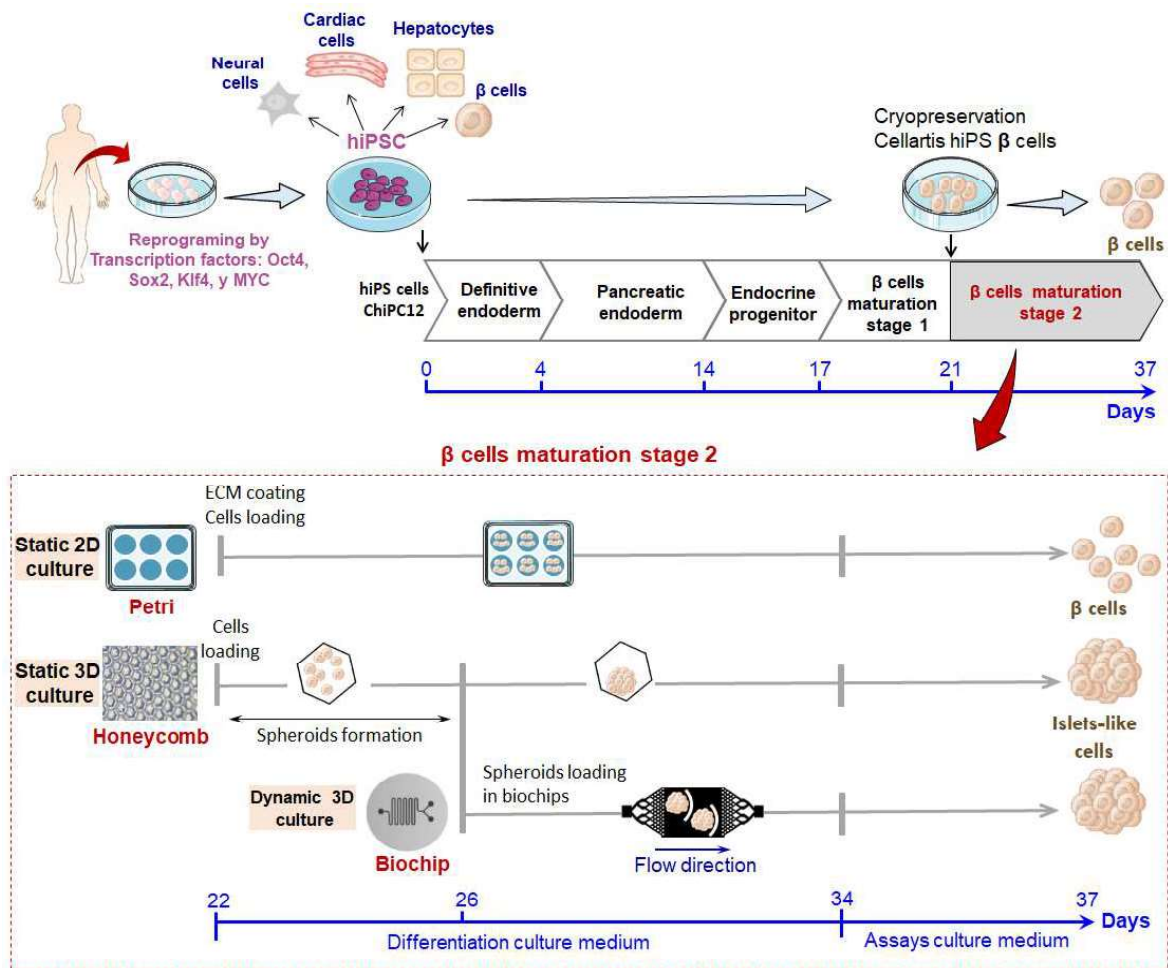 Cardiac
cells
Hepatocytes
Neural
cells
β cells
hiPSC
Cryopreservation
Cellartis hiPS β cells
Reprograming by
Transcription factors: Oct4,
Sox2, Klf4, y MYC
β cells
hiPS cells
ChiPC12
Definitive
endoderm
Pancreatic
endoderm
Endocrine
progenitor
β cells
maturation
stage 1
β cells maturation
stage 2
0 4 14 17 21 37
Days
β cells maturation stage 2
ECM coating
Cells loading
Static 2D
culture
Petri
β cells
Cells
loading
Static 3D
culture
Honeycomb
Spheroids formation
Islets-like
cells
Dynamic 3D
culture
Biochip
Spheroids loading
in biochips
Flow direction
22 26 34 37 Days
Differentiation culture medium Assays culture medium